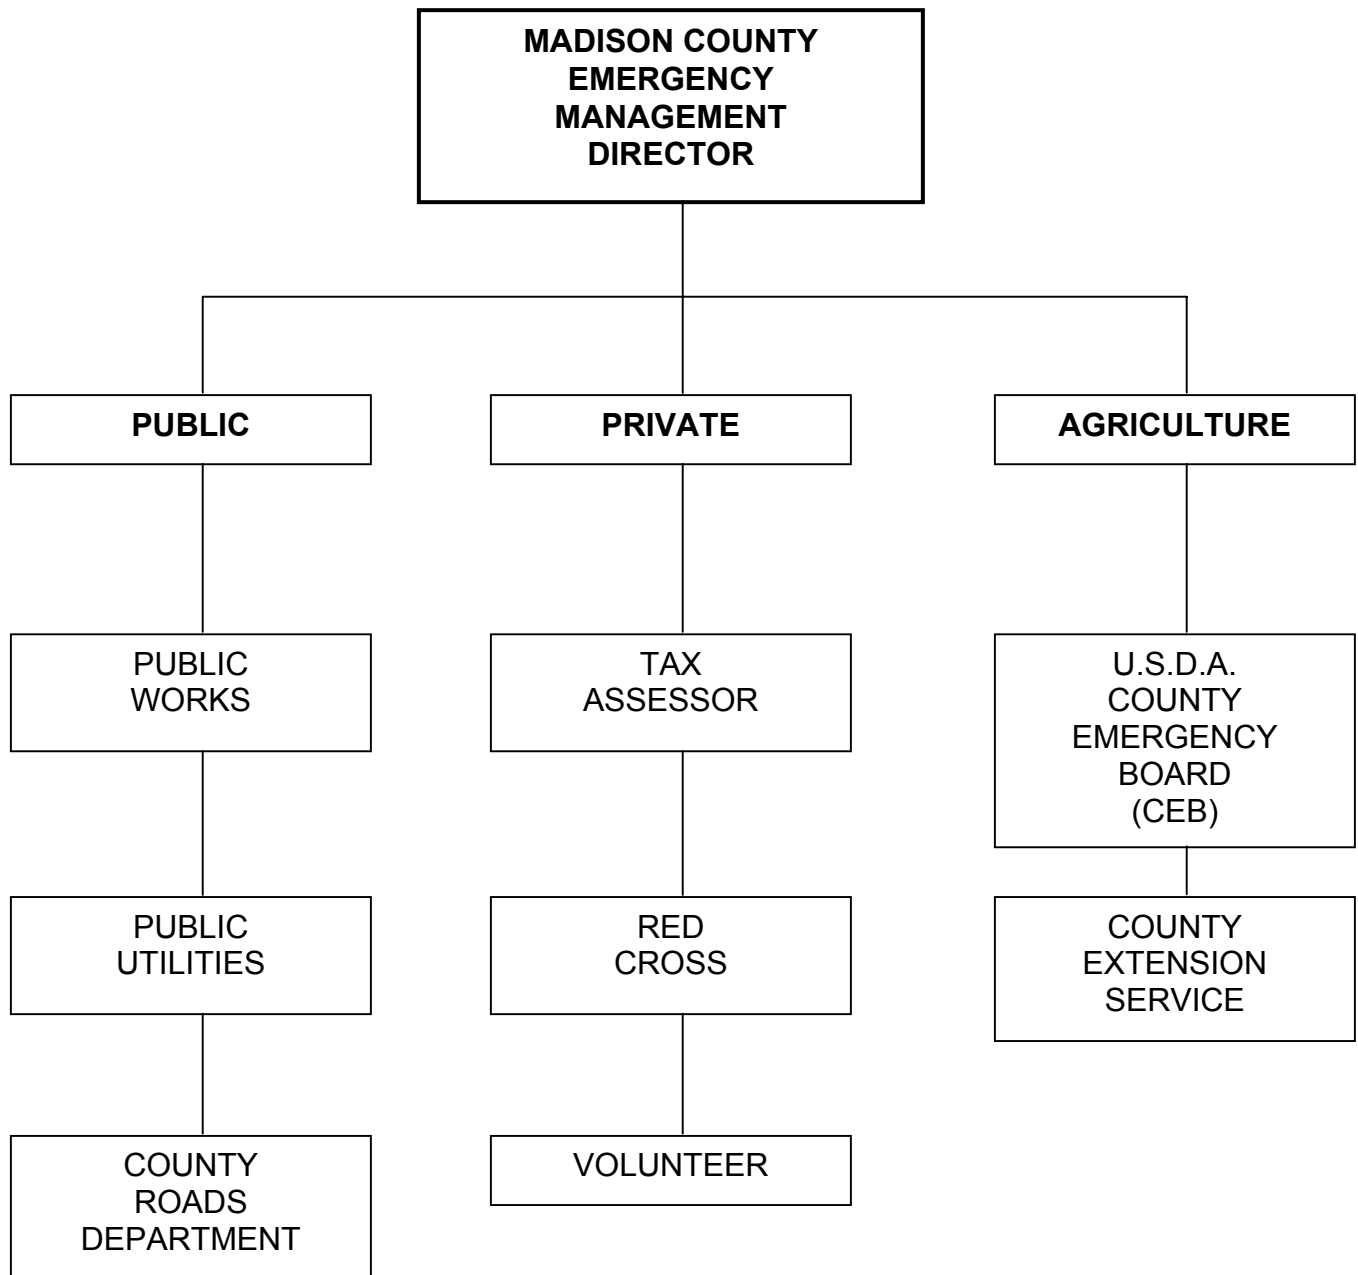 MADISON COUNTY
EMERGENCY
MANAGEMENT
DIRECTOR
PUBLIC
PRIVATE
AGRICULTURE
PUBLIC
WORKS
TAX
ASSESSOR
U.S.D.A.
COUNTY
EMERGENCY
BOARD
(CEB)
PUBLIC
UTILITIES
RED
CROSS
COUNTY
EXTENSION
SERVICE
COUNTY
ROADS
DEPARTMENT
VOLUNTEER